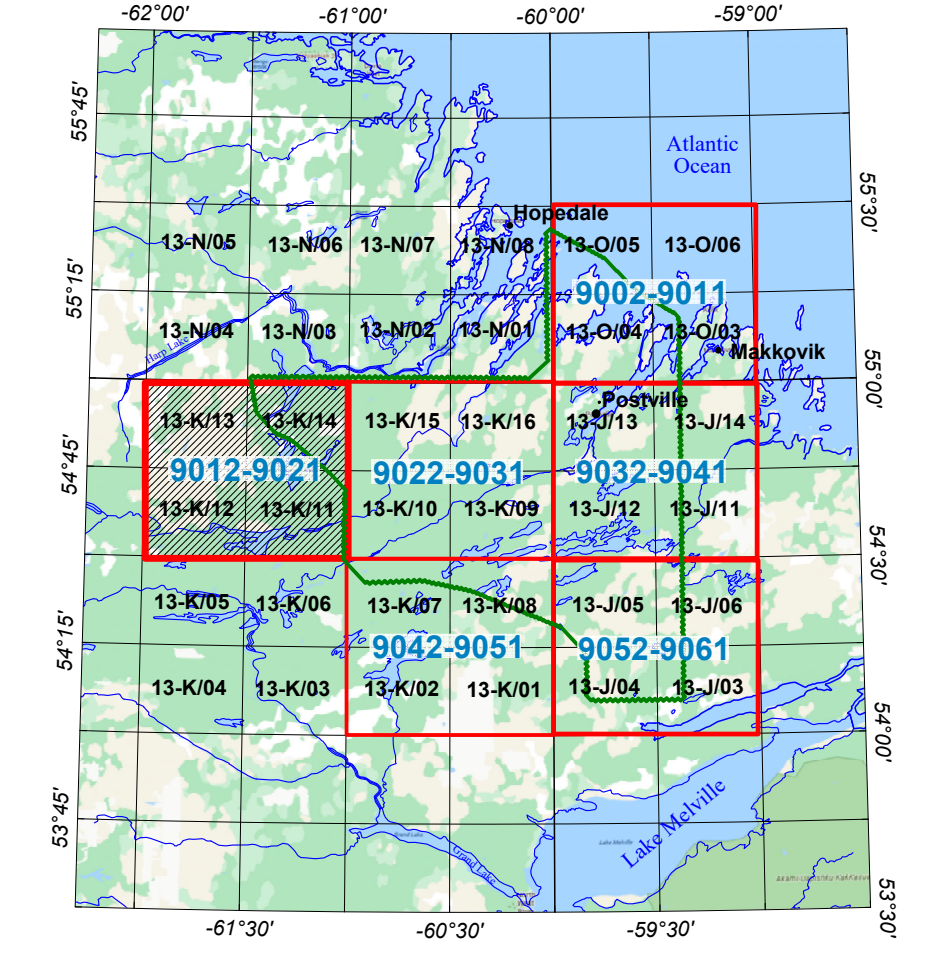 -62°00' -61°00' -60°00' -59°00'
55°45'
Atlantic
Ocean
55°30'
Hopedale
13-N/05 13-N/06 13-N/07 13-N/08 13-O/05 13-O/06
55°15'
9002-9011
13-N/04 13-N/03 13-N/02 13-N/01 13-O/04 13-O/03
Harp Lake
Makkovik
55°00'
Postville
13-K/13 13-K/14 13-K/15 13-K/16 13-J/13 13-J/14
54°45'
9012-9021 9022-9031 9032-9041
13-K/12 13-K/11 13-K/10 13-K/09 13-J/12 13-J/11
54°30'
13-K/05 13-K/06 13-K/07 13-K/08 13-J/05 13-J/06
54°15'
9042-9051 9052-9061
13-K/04 13-K/03 13-K/02 13-K/01 13-J/04 13-J/03
54°00'
53°45'
Lake Melville
Grand Lake
Lake Melville
Grand Lake
53°30'
-61°30' -60°30' -59°30'